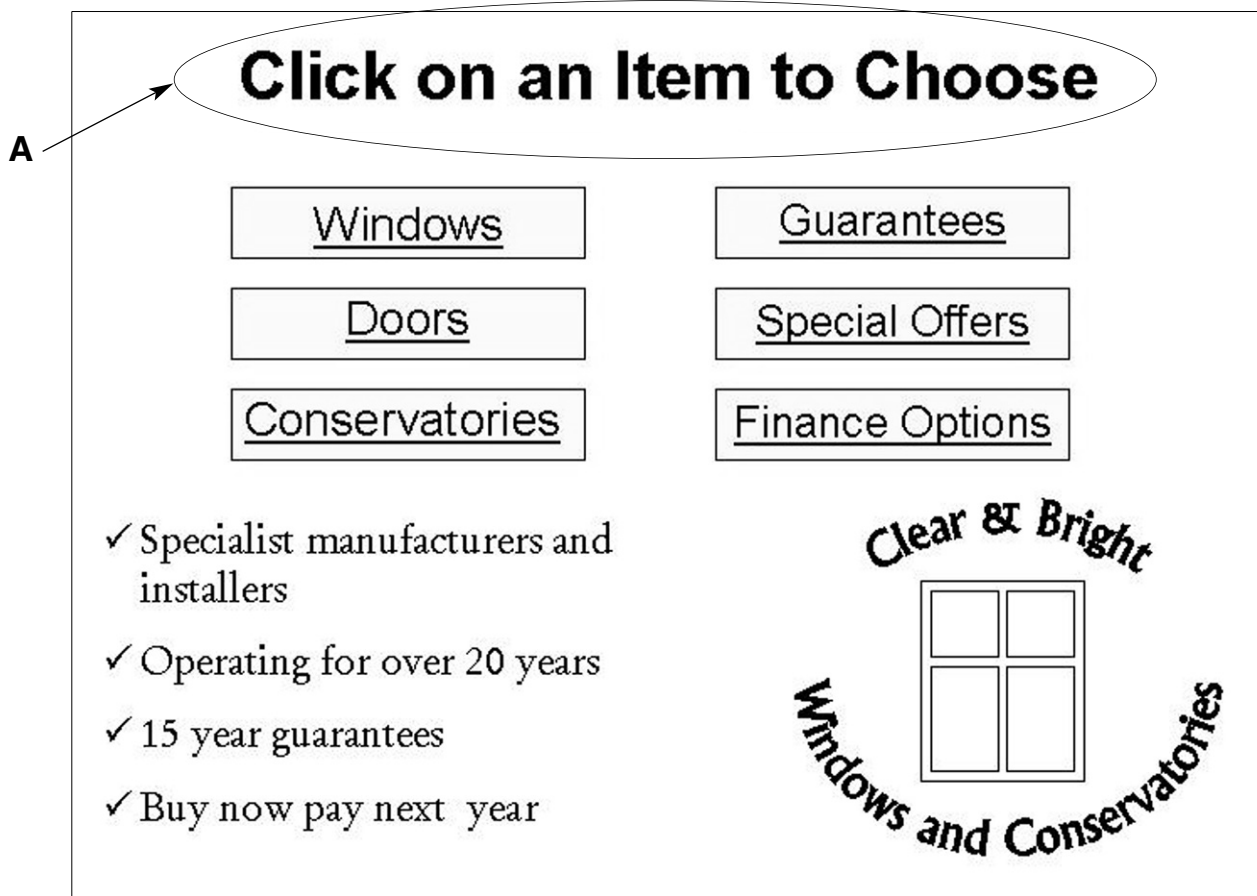 Click on an Item to Choose
A
Windows
Guarantees
Doors
Special Offers
Conservatories
Finance Options
✓ Specialist manufacturers and
installers
✓ Operating for over 20 years
✓ 15 year guarantees
✓ Buy now pay next year
Clear & Bright
Windows and Conservatories